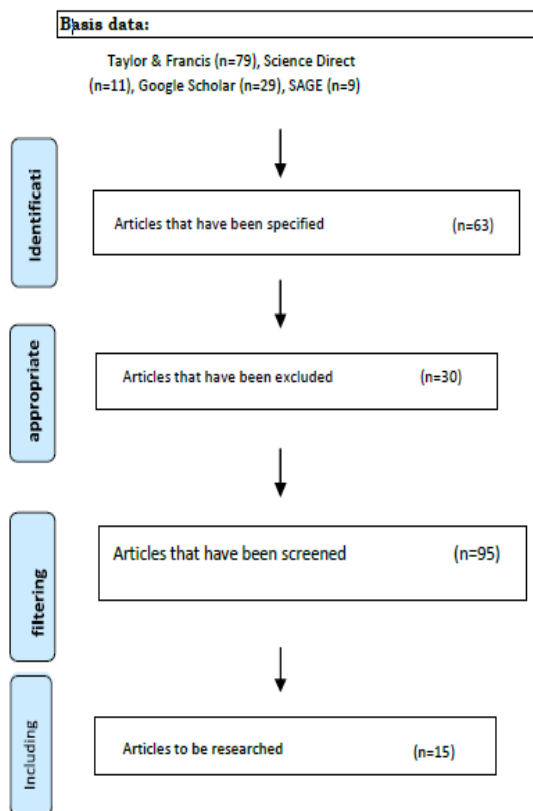 Basis data:
Taylor & Francis (n=79), Science Direct
(n=11), Google Scholar (n=29), SAGE (n=9)
Identificati
Articles that have been specified (n=63)
appropriate
Articles that have been excluded (n=30)
filtering
Articles that have been screened (n=95)
Including
Articles to be researched (n=15)